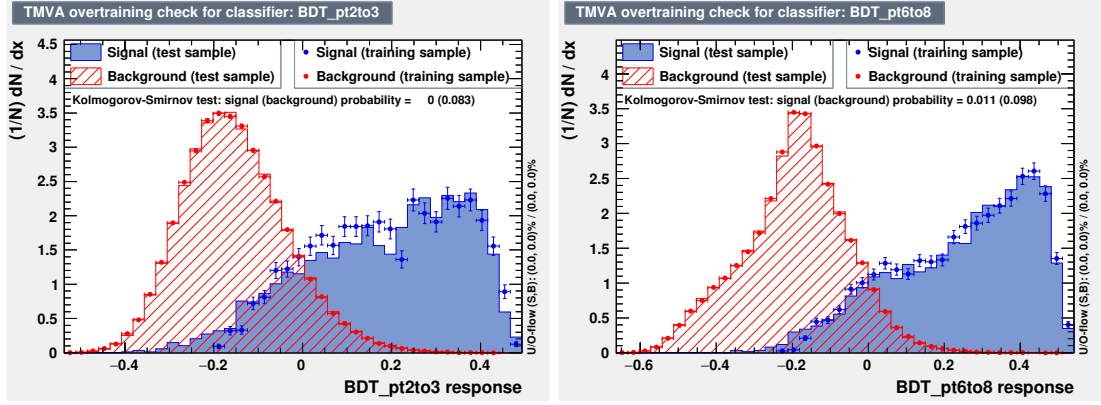 TMVA overtraining check for classifier: BDT_pt2to3
Signal (test sample)
Background (test sample)
Signal (training sample)
Background (training sample)
Kolmogorov-Smirnov test: signal (background) probability = 0 (0.083)
(1/N) dN / dx
4.5
4
3.5
3
2.5
2
1.5
1
0.5
0
−0.4 −0.2 0 0.2 0.4
BDT_pt2to3 response
U/O-flow (S,B): (0.0, 0.0)% / (0.0, 0.0)%
TMVA overtraining check for classifier: BDT_pt6to8
Signal (test sample)
Background (test sample)
Signal (training sample)
Background (training sample)
Kolmogorov-Smirnov test: signal (background) probability = 0.011 (0.098)
(1/N) dN / dx
4
3.5
3
2.5
2
1.5
1
0.5
0
−0.6 −0.4 −0.2 0 0.2 0.4
BDT_pt6to8 response
U/O-flow (S,B): (0.0, 0.0)% / (0.0, 0.0)%